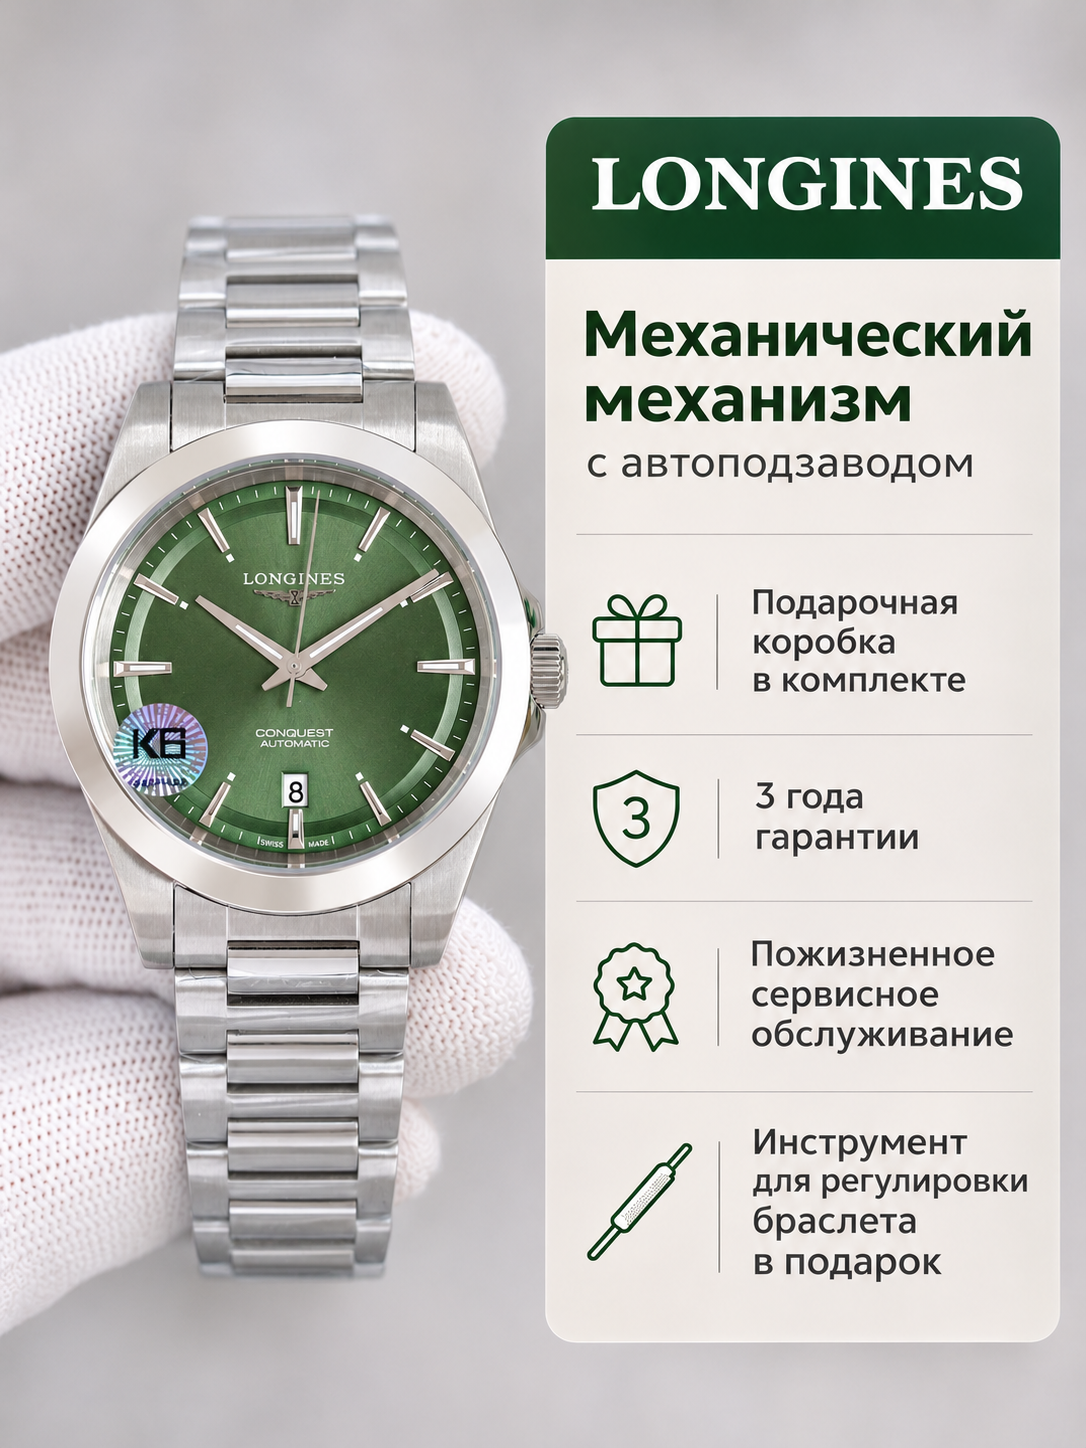 LONGINES
Механический
механизм
с автоподзаводом
Подарочная
коробка
в комплекте
3
3 года
гарантии
Пожизненное
сервисное
обслуживание
Инструмент
для регулировки
браслета
в подарок
LONGINES
CONQUEST
AUTOMATIC
K6
8
SWISS MADE